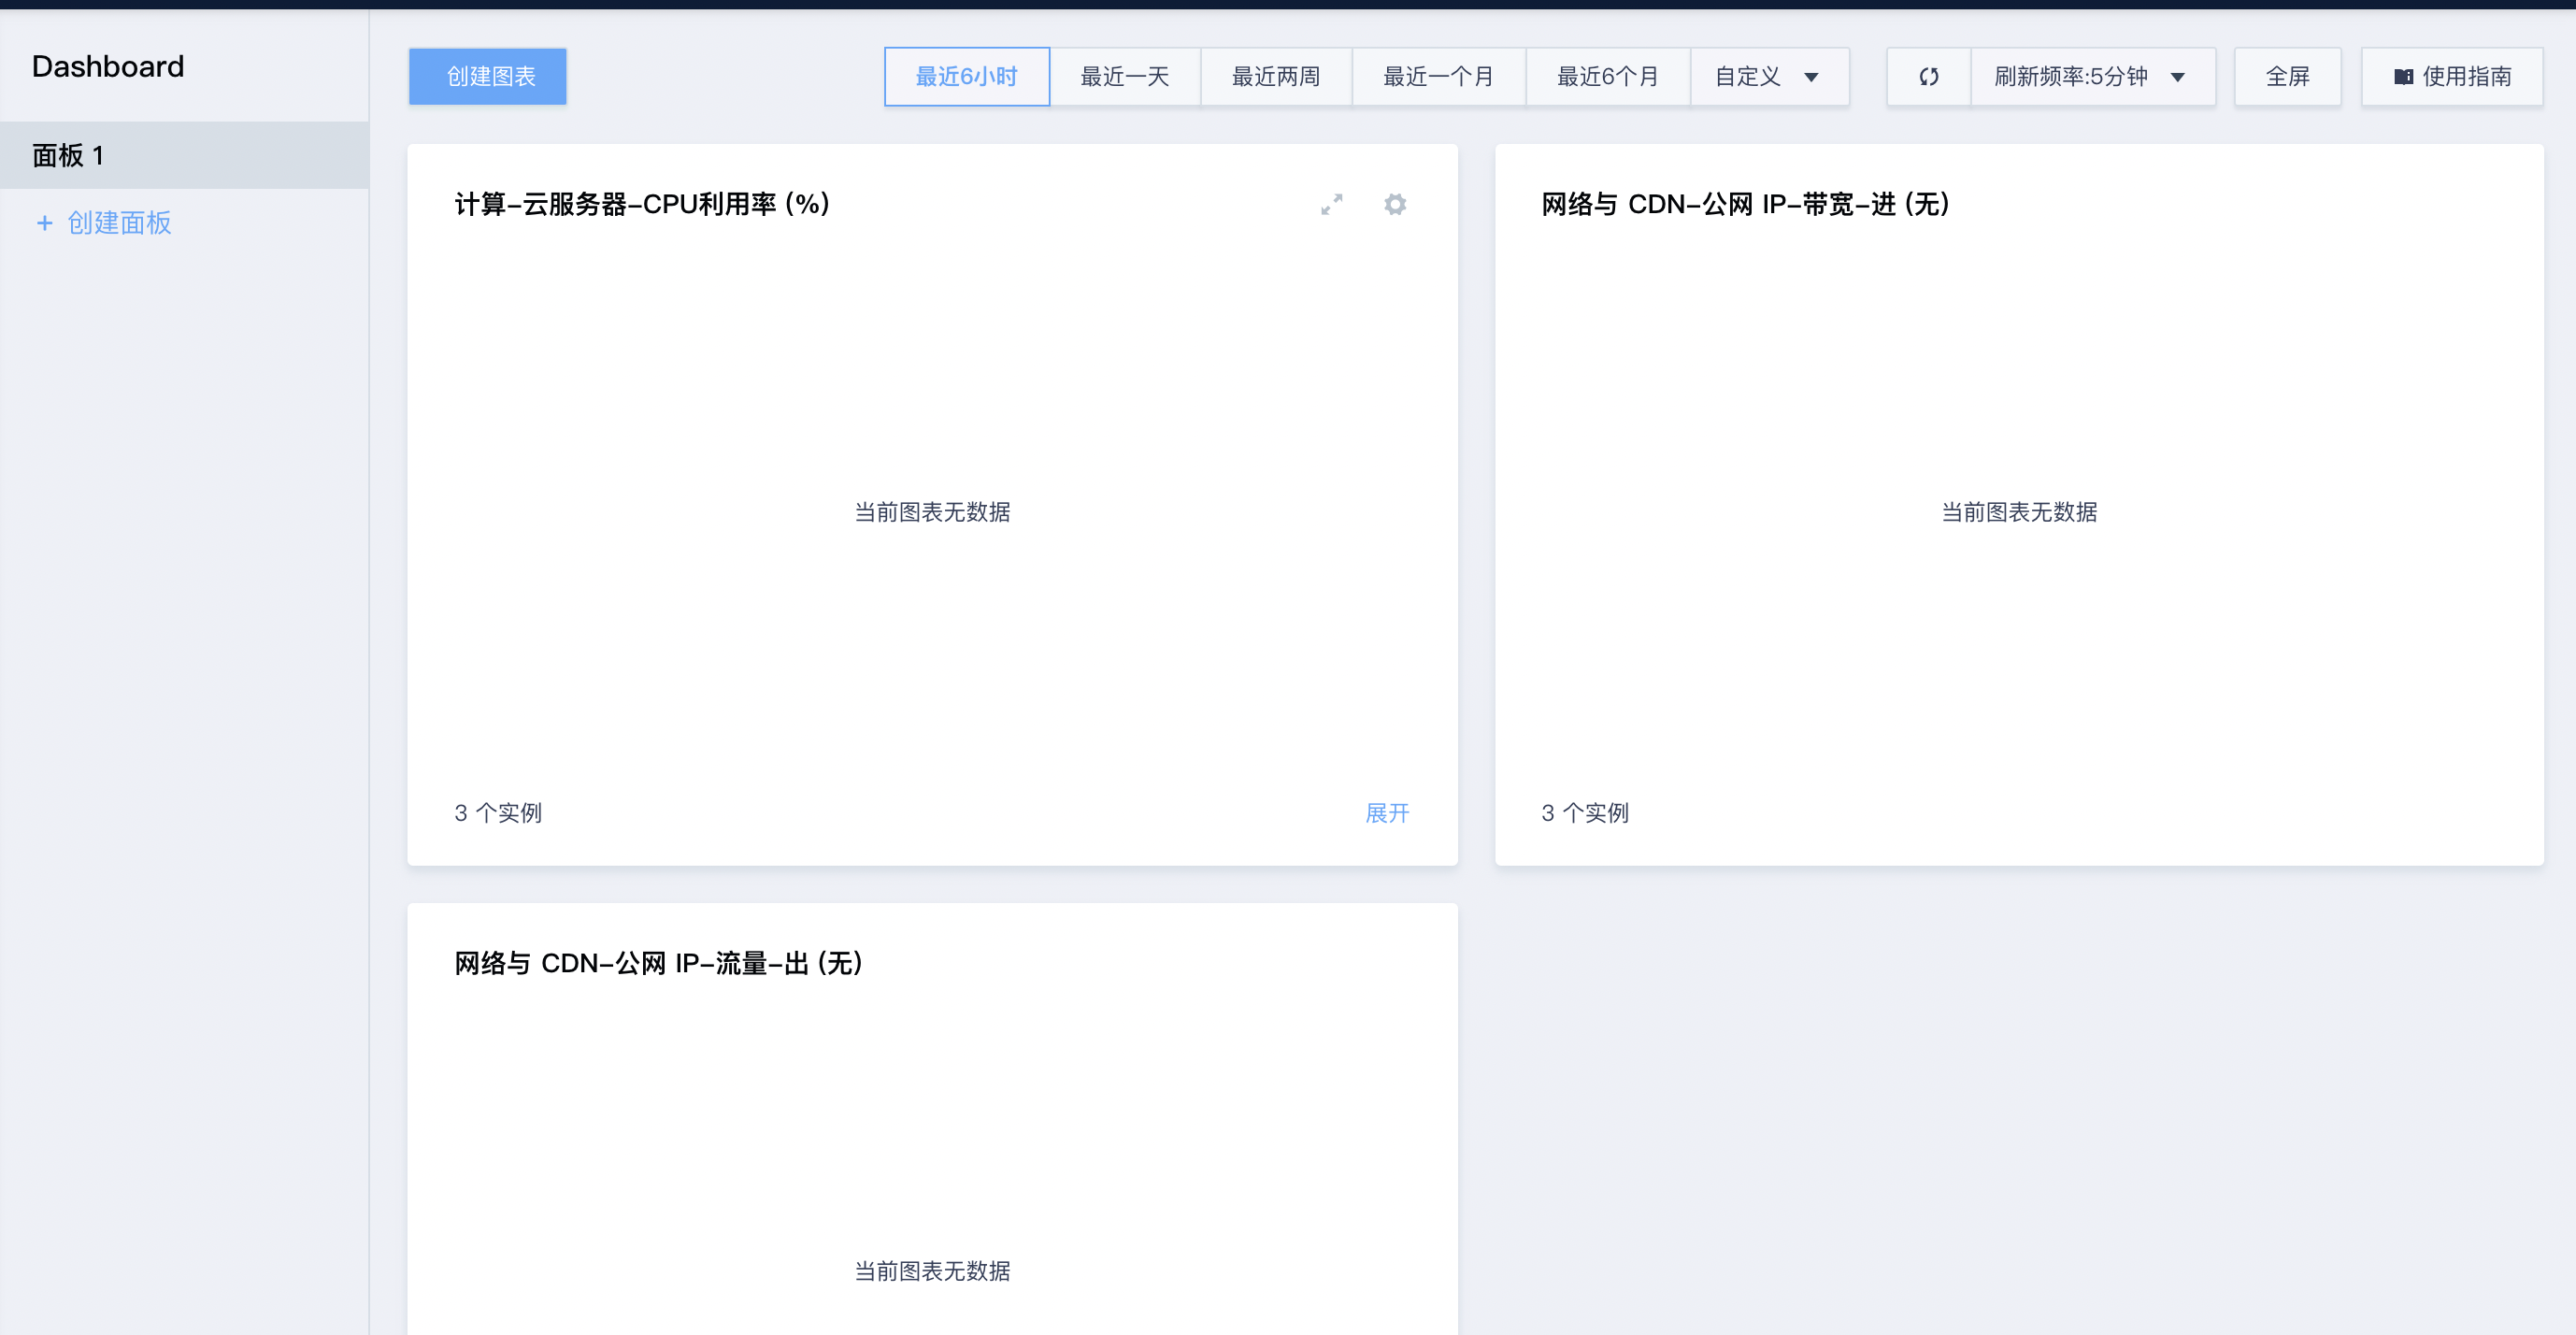 Dashboard
面板 1
+ 创建面板
创建图表
最近6小时
最近一天
最近两周
最近一个月
最近6个月
自定义
刷新频率:5分钟
全屏
使用指南
计算-云服务器-CPU利用率 (%)
当前图表无数据
3 个实例
展开
网络与 CDN-公网 IP-带宽-进 (无)
当前图表无数据
3 个实例
网络与 CDN-公网 IP-流量-出 (无)
当前图表无数据